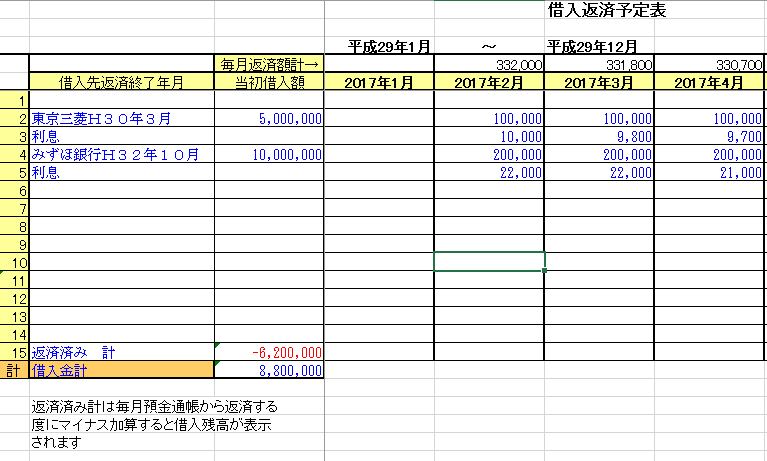 借入返済予定表
平成29年1月 ～ 平成29年12月
毎月返済額計→ 332,000 331,800 330,700
借入先返済終了年月 当初借入額 2017年1月 2017年2月 2017年3月 2017年4月
1
2 東京三菱Ｈ３０年３月 5,000,000 100,000 100,000 100,000
3 利息 10,000 9,800 9,700
4 みずほ銀行Ｈ３２年１０月 10,000,000 200,000 200,000 200,000
5 利息 22,000 22,000 21,000
6
7
8
9
10
11
12
13
14
15 返済済み　計 -6,200,000
計 借入金計 8,800,000
返済済み計は毎月預金通帳から返済する
度にマイナス加算すると借入残高が表示
されます